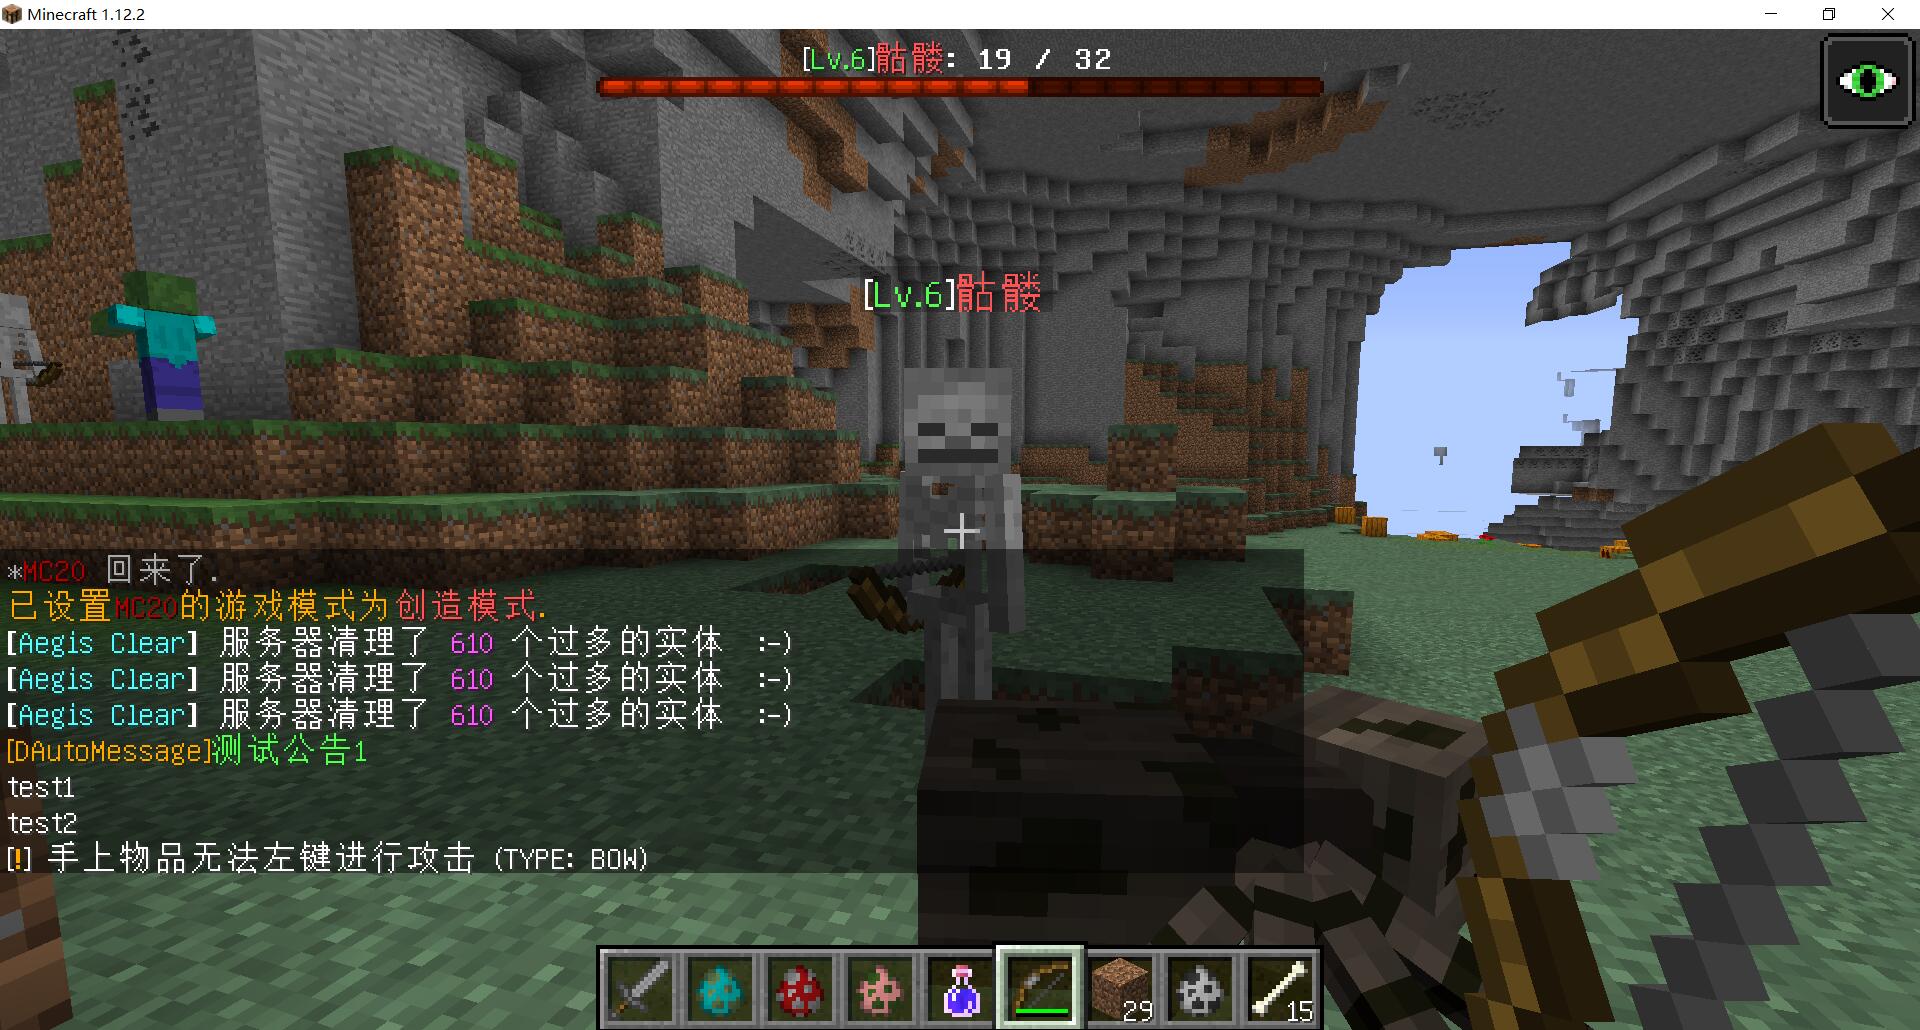 Minecraft 1.12.2
[Lv.6]骷髅: 19 / 32
[Lv.6]骷髅
*MC20 回来了.
已设置MC20的游戏模式为创造模式.
[Aegis Clear] 服务器清理了 610 个过多的实体 :-)
[Aegis Clear] 服务器清理了 610 个过多的实体 :-)
[Aegis Clear] 服务器清理了 610 个过多的实体 :-)
[DAutoMessage]测试公告1
test1
test2
[!] 手上物品无法左键进行攻击 (TYPE: BOW)
29
15